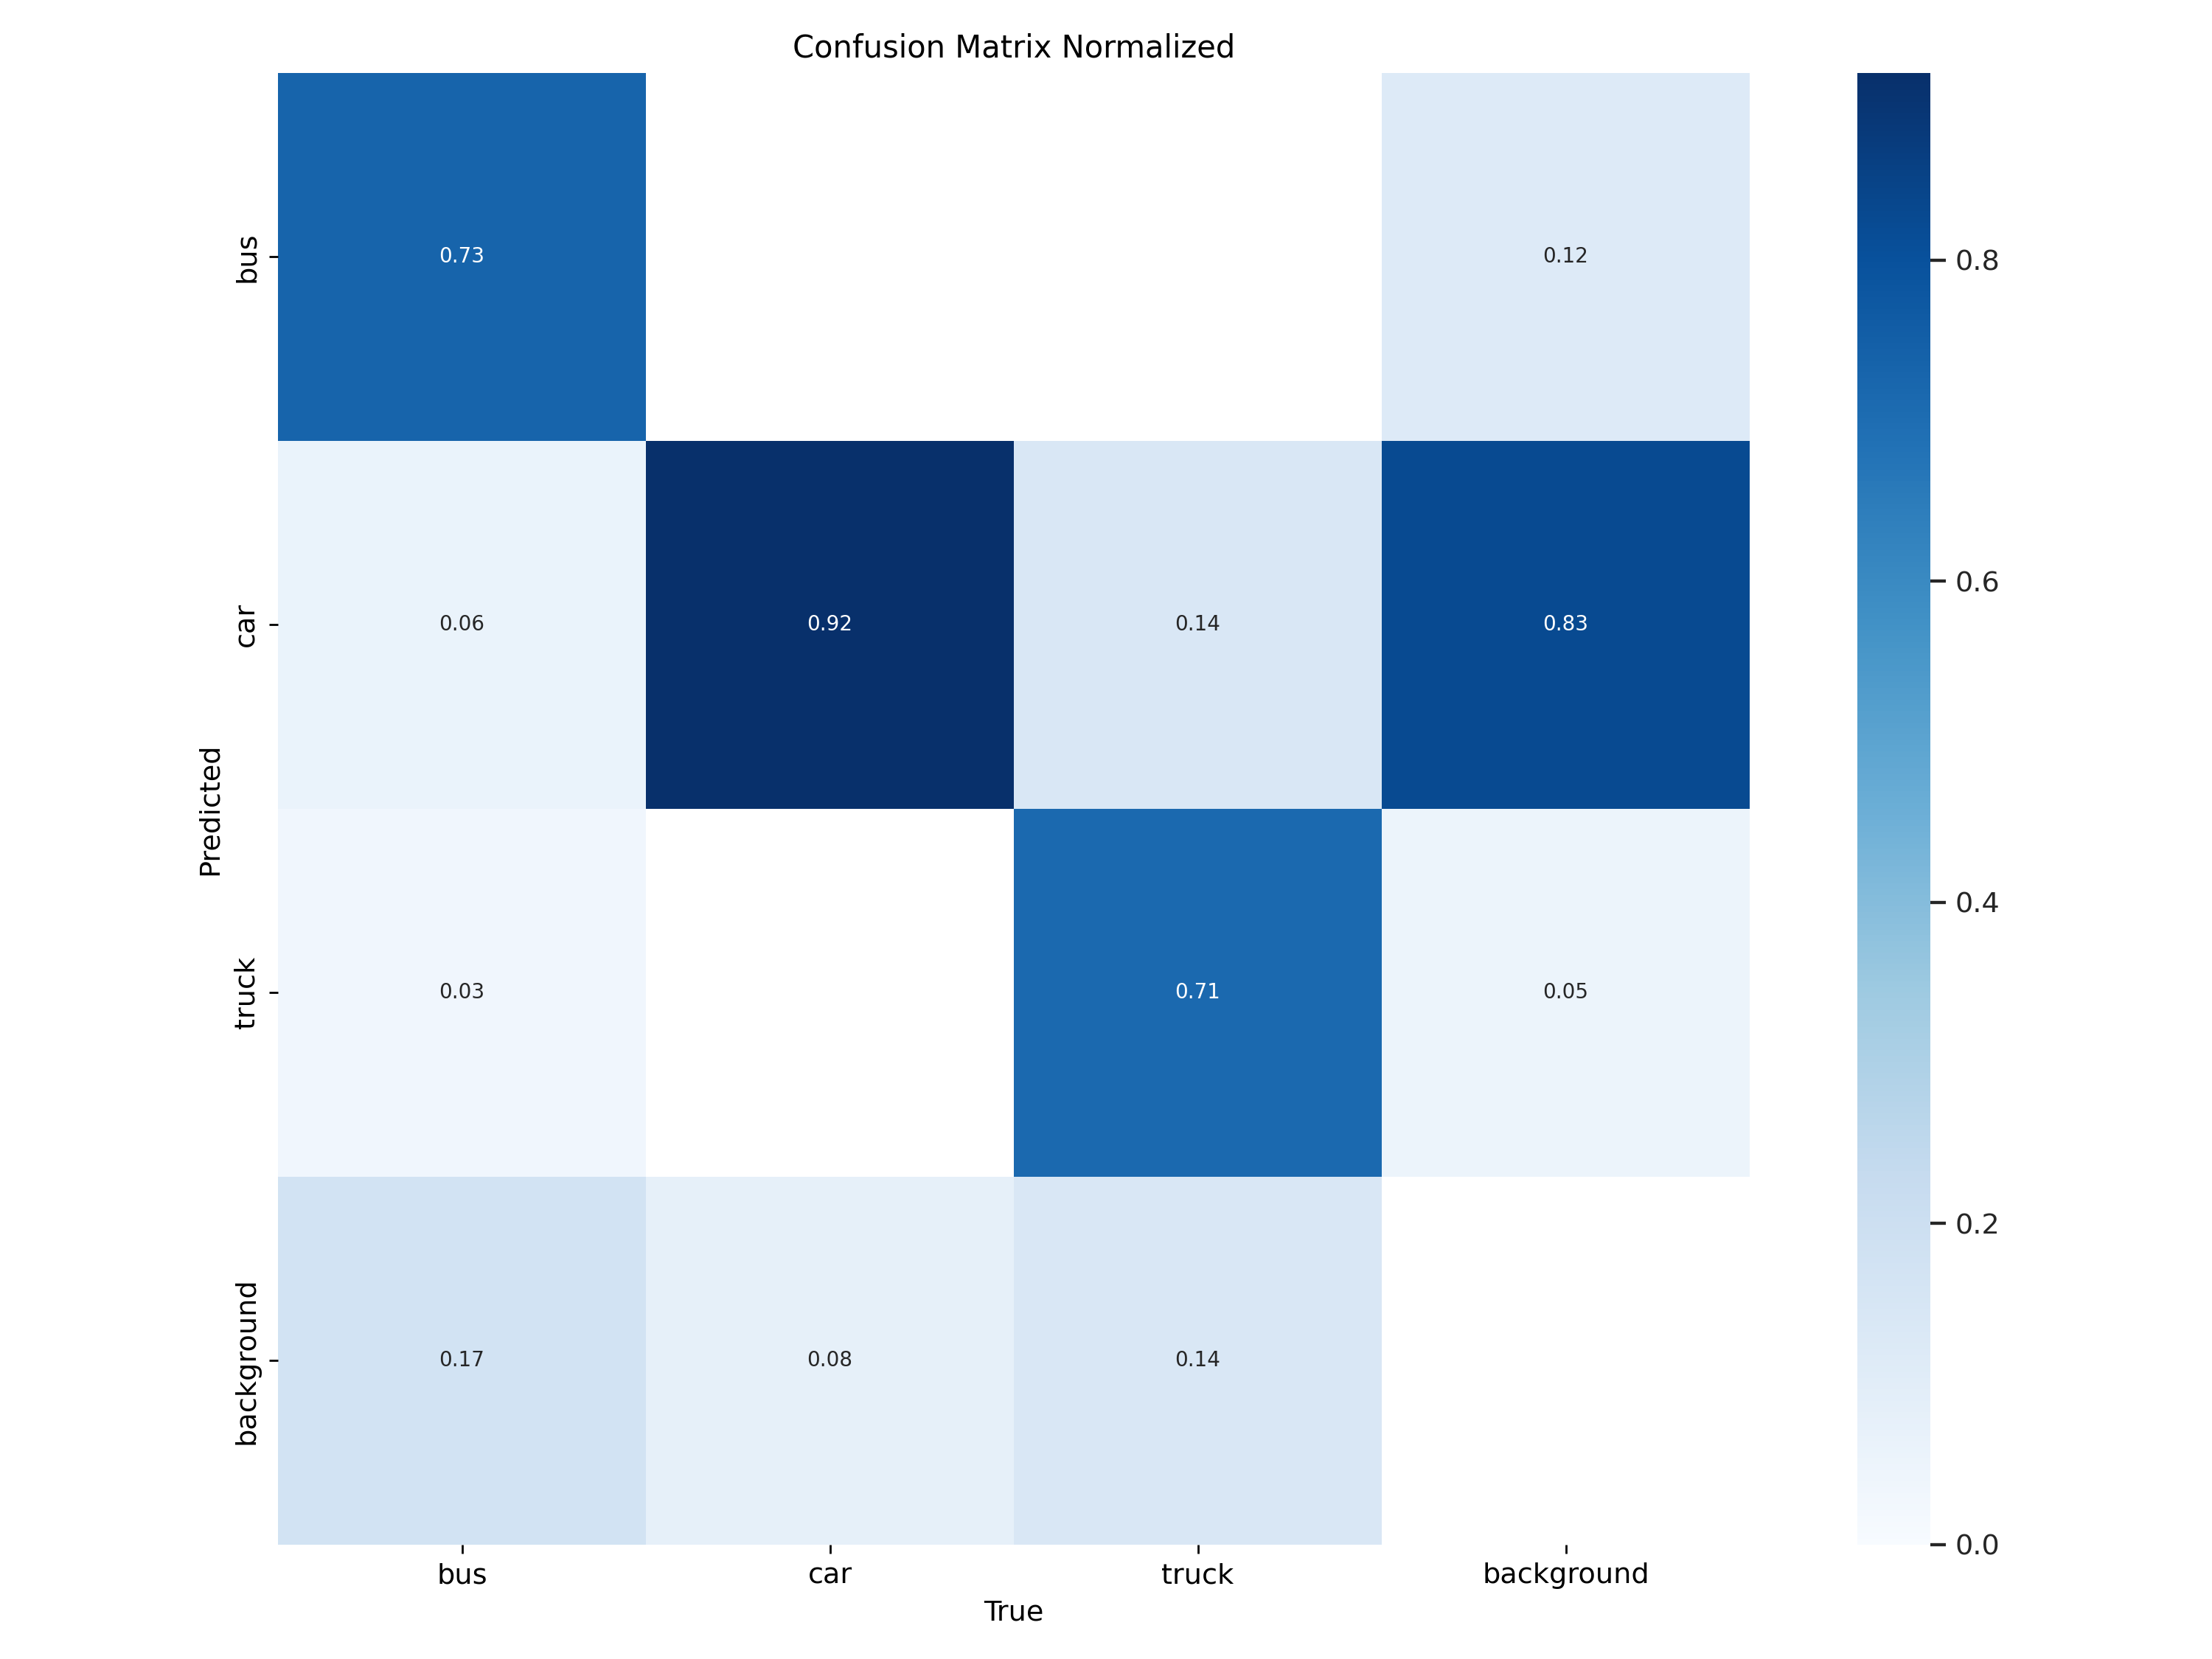 Confusion Matrix Normalized
bus
0.73
0.12
car
0.06
0.92
0.14
0.83
truck
0.03
0.71
0.05
background
0.17
0.08
0.14
Predicted
bus
car
truck
background
True
0.8
0.6
0.4
0.2
0.0